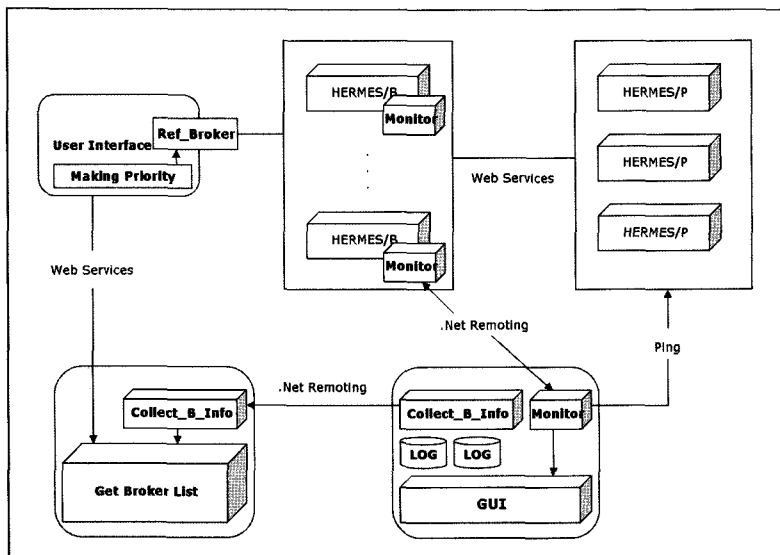 HERMES/B
Monitor
HERMES/P
Ref_Broker
User Interface
Making Priority
HERMES/P
Web Services
HERMES/P
HERMES/B
Monitor
Web Services
.Net Remoting
Ping
.Net Remoting
Collect_B_Info
Collect_B_Info
Monitor
LOG
LOG
Get Broker List
GUI